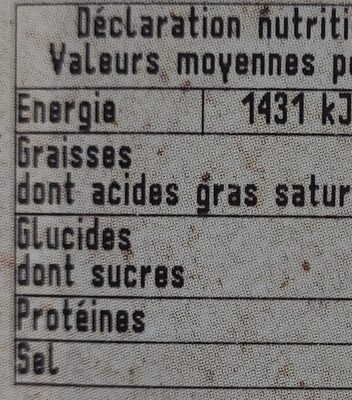 Déclaration nutriti
Valeurs moyennes p
Energie 1431 kJ
Graisses
dont acides gras satur
Glucides
dont sucres
Protéines
Sel